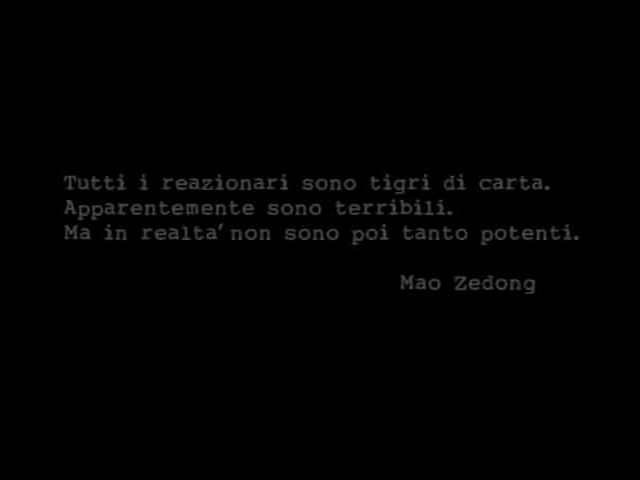 Tutti i reazionari sono tigri di carta.
Apparentemente sono terribili.
Ma in realta' non sono poi tanto potenti.
Mao Zedong